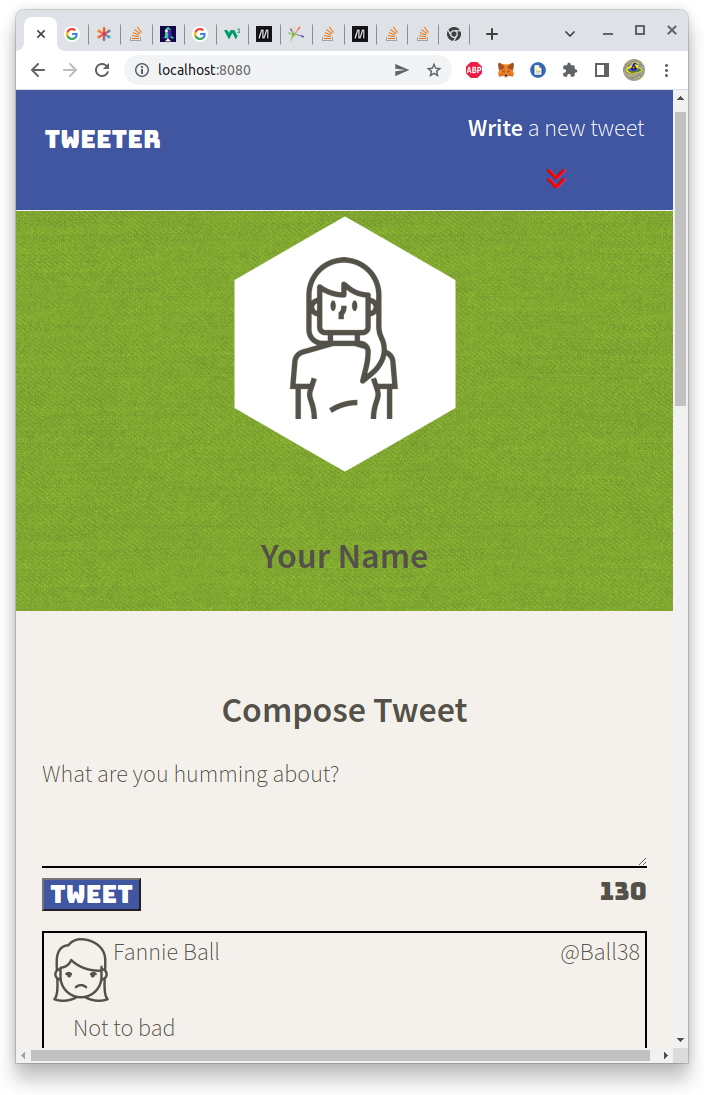 localhost:8080
ABP
TWEETER
Write a new tweet
Your Name
Compose Tweet
What are you humming about?
TWEET
130
Fannie Ball
@Ball38
Not to bad